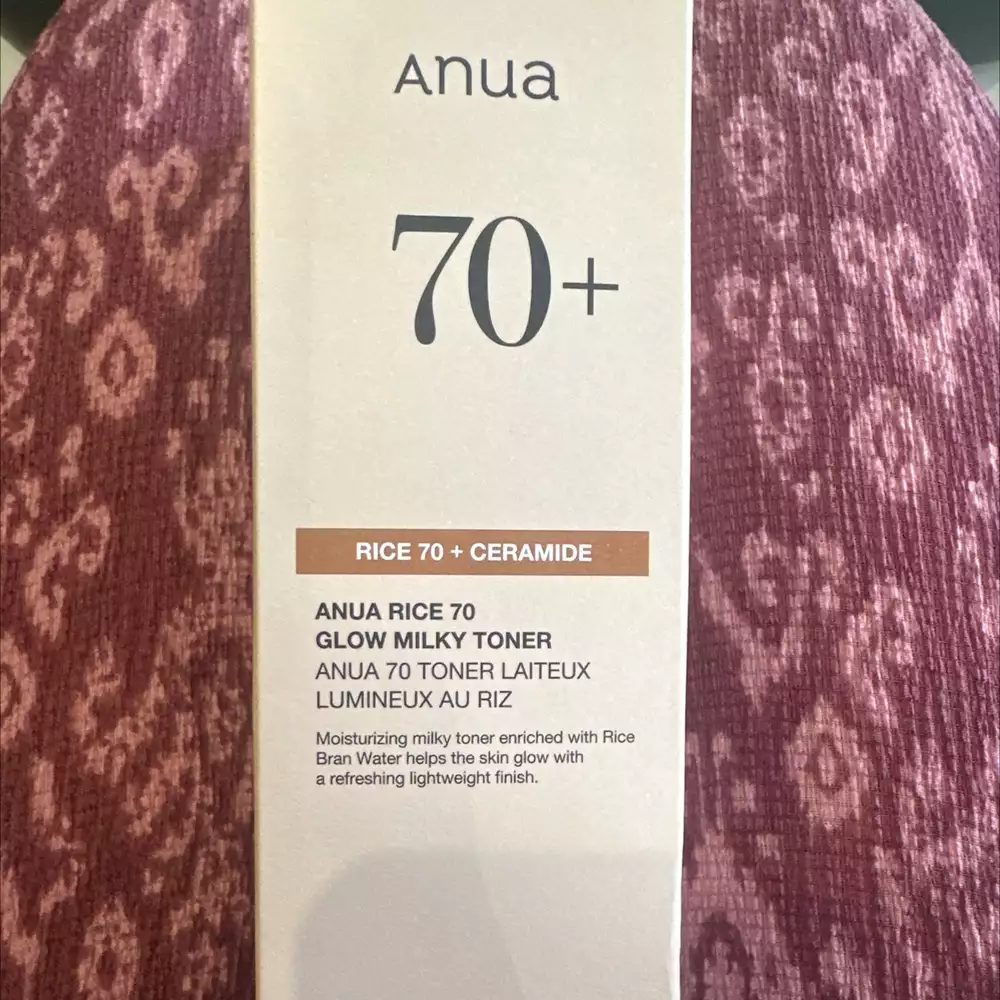 Anua
70+
RICE 70 + CERAMIDE
ANUA RICE 70
GLOW MILKY TONER
ANUA 70 TONER LAITEUX
LUMINEUX AU RIZ
Moisturizing milky toner enriched with Rice
Bran Water helps the skin glow with
a refreshing lightweight finish.